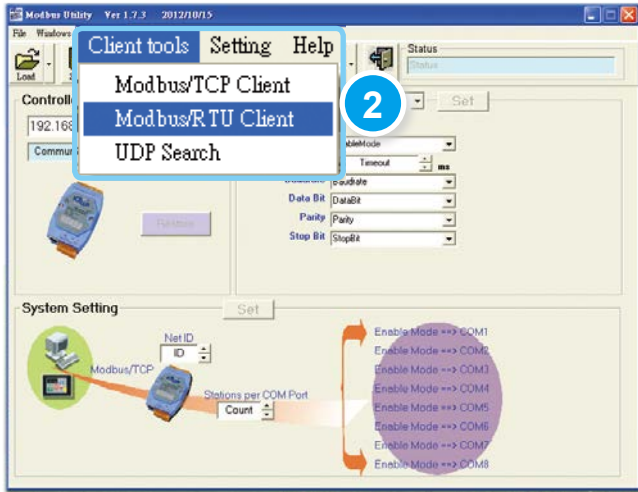 Modbus Utility Ver 1.7.3 2012/10/15
File Windows
Client tools Setting Help
Modbus/TCP Client
Modbus/RTU Client
UDP Search
2
Load
Status
Status
Controll
192.168
Commu
Restore
Set
ableMode
Timeout ms
Baudrate Baudrate
Data Bit DataBit
Parity Parity
Stop Bit StopBit
System Setting
Set
Net ID
ID
Modbus/TCP
Stations per COM Port
Count
Enable Mode ==> COM1
Enable Mode ==> COM2
Enable Mode ==> COM3
Enable Mode ==> COM4
Enable Mode ==> COM5
Enable Mode ==> COM6
Enable Mode ==> COM7
Enable Mode ==> COM8